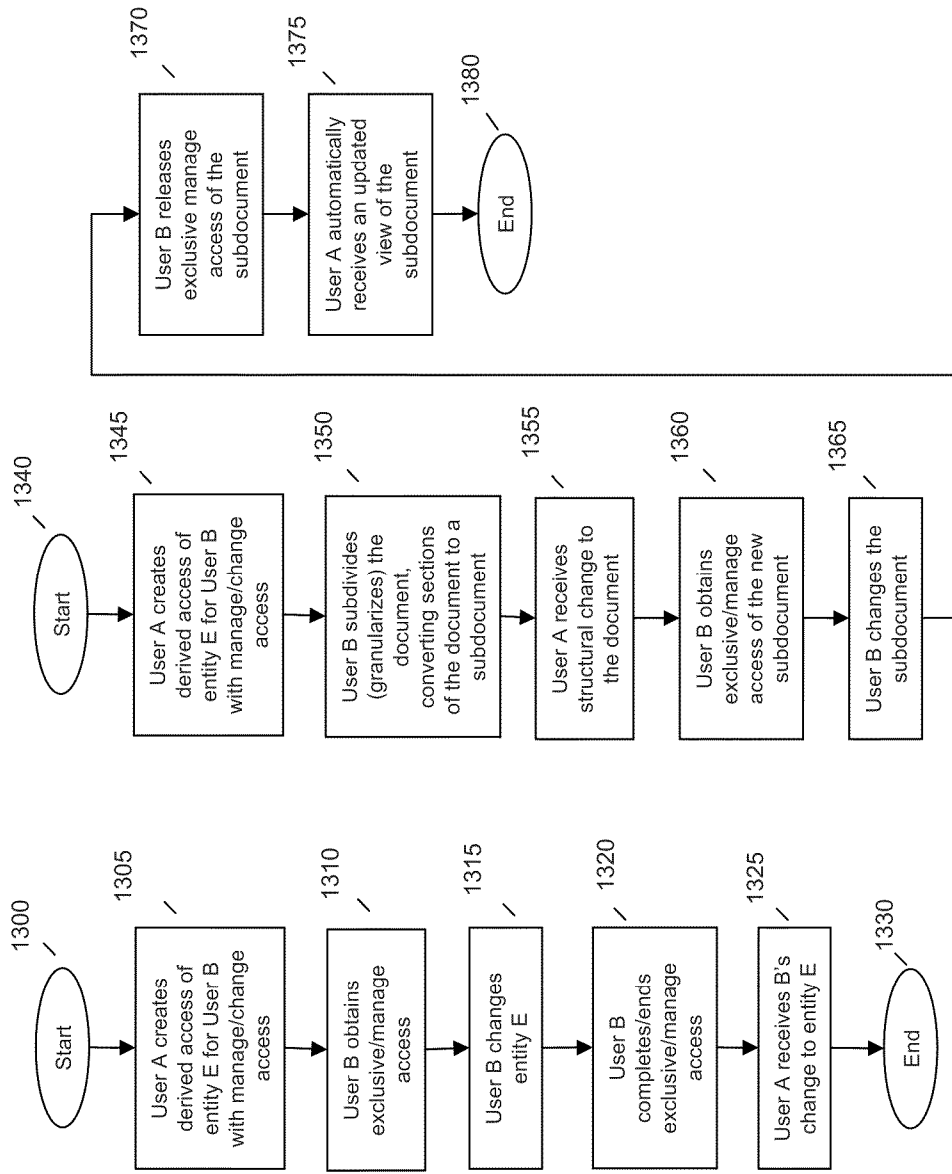 1300
Start
1305
User A creates
derived access of
entity E for User B
with manage/change
access
1310
User B obtains
exclusive/manage
access
1315
User B changes
entity E
1320
User B
completes/ends
exclusive/manage
access
1325
User A receives B's
change to entity E
1330
End
1340
Start
1345
User A creates
derived access of
entity E for User B
with manage/change
access
1350
User B subdivides
(granularizes) the
document,
converting sections
of the document to a
subdocument
1355
User A receives
structural change to
the document
1360
User B obtains
exclusive/manage
access of the new
subdocument
1365
User B changes the
subdocument
1370
User B releases
exclusive manage
access of the
subdocument
1375
User A automatically
receives an updated
view of the
subdocument
1380
End